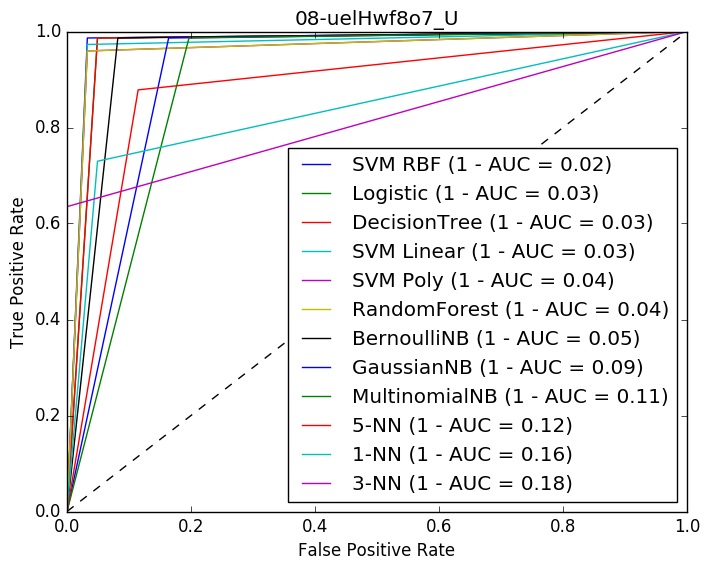 08-uelHwf8o7_U
1.0
0.8
0.6
0.4
0.2
0.0
True Positive Rate
SVM RBF (1 - AUC = 0.02)
Logistic (1 - AUC = 0.03)
DecisionTree (1 - AUC = 0.03)
SVM Linear (1 - AUC = 0.03)
SVM Poly (1 - AUC = 0.04)
RandomForest (1 - AUC = 0.04)
BernoulliNB (1 - AUC = 0.05)
GaussianNB (1 - AUC = 0.09)
MultinomialNB (1 - AUC = 0.11)
5-NN (1 - AUC = 0.12)
1-NN (1 - AUC = 0.16)
3-NN (1 - AUC = 0.18)
0.0 0.2 0.4 0.6 0.8 1.0
False Positive Rate